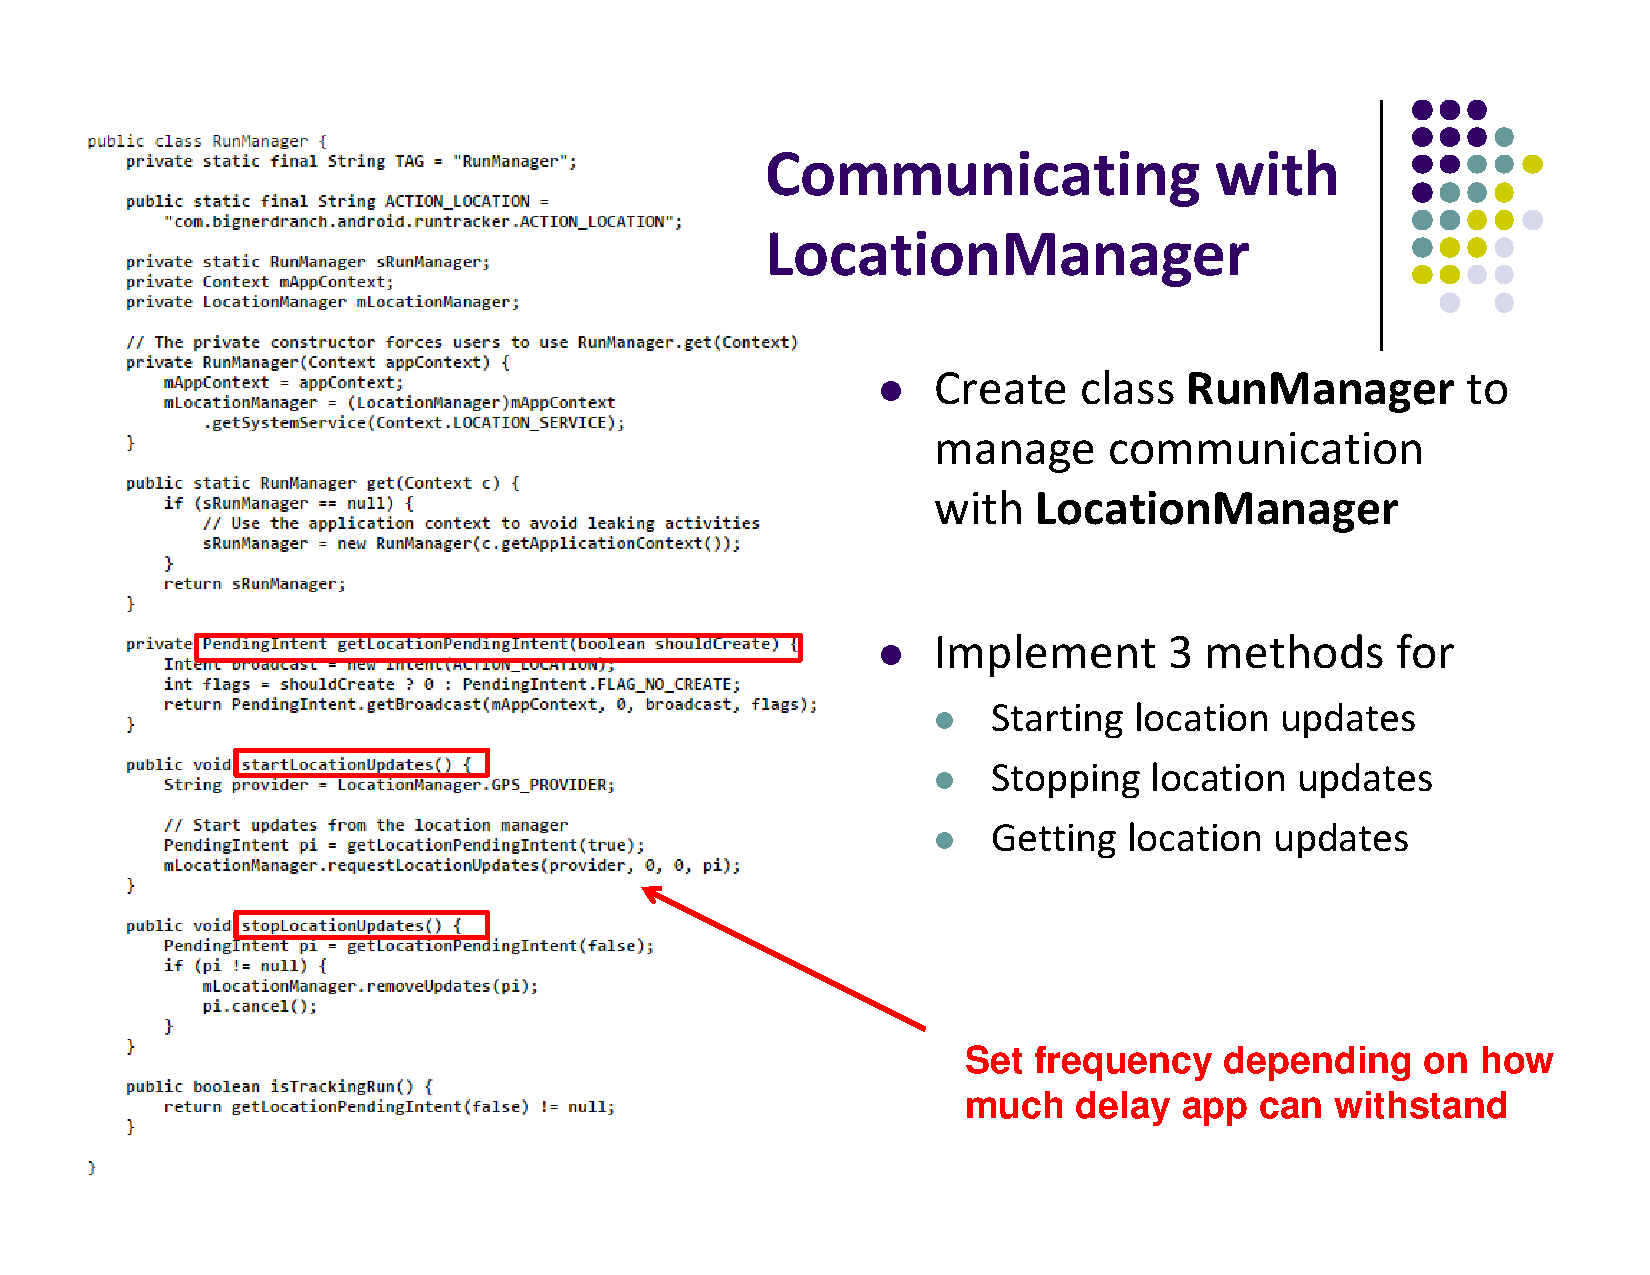 Communicating with
LocationManager
public class RunManager {
    private static final String TAG = "RunManager";

    public static final String ACTION_LOCATION =
        "com.bignerdranch.android.runtracker.ACTION_LOCATION";

    private static RunManager sRunManager;
    private Context mAppContext;
    private LocationManager mLocationManager;

    // The private constructor forces users to use RunManager.get(Context)
    private RunManager(Context appContext) {
        mAppContext = appContext;
        mLocationManager = (LocationManager)mAppContext
            .getSystemService(Context.LOCATION_SERVICE);
    }

    public static RunManager get(Context c) {
        if (sRunManager == null) {
            // Use the application context to avoid leaking activities
            sRunManager = new RunManager(c.getApplicationContext());
        }
        return sRunManager;
    }

    private PendingIntent getLocationPendingIntent(boolean shouldCreate) {
        Intent broadcast = new Intent(ACTION_LOCATION);
        int flags = shouldCreate ? 0 : PendingIntent.FLAG_NO_CREATE;
        return PendingIntent.getBroadcast(mAppContext, 0, broadcast, flags);
    }

    public void startLocationUpdates() {
        String provider = LocationManager.GPS_PROVIDER;

        // Start updates from the location manager
        PendingIntent pi = getLocationPendingIntent(true);
        mLocationManager.requestLocationUpdates(provider, 0, 0, pi);
    }

    public void stopLocationUpdates() {
        PendingIntent pi = getLocationPendingIntent(false);
        if (pi != null) {
            mLocationManager.removeUpdates(pi);
            pi.cancel();
        }
    }

    public boolean isTrackingRun() {
        return getLocationPendingIntent(false) != null;
    }

}
● Create class RunManager to
manage communication
with LocationManager
● Implement 3 methods for
● Starting location updates
● Stopping location updates
● Getting location updates
Set frequency depending on how
much delay app can withstand